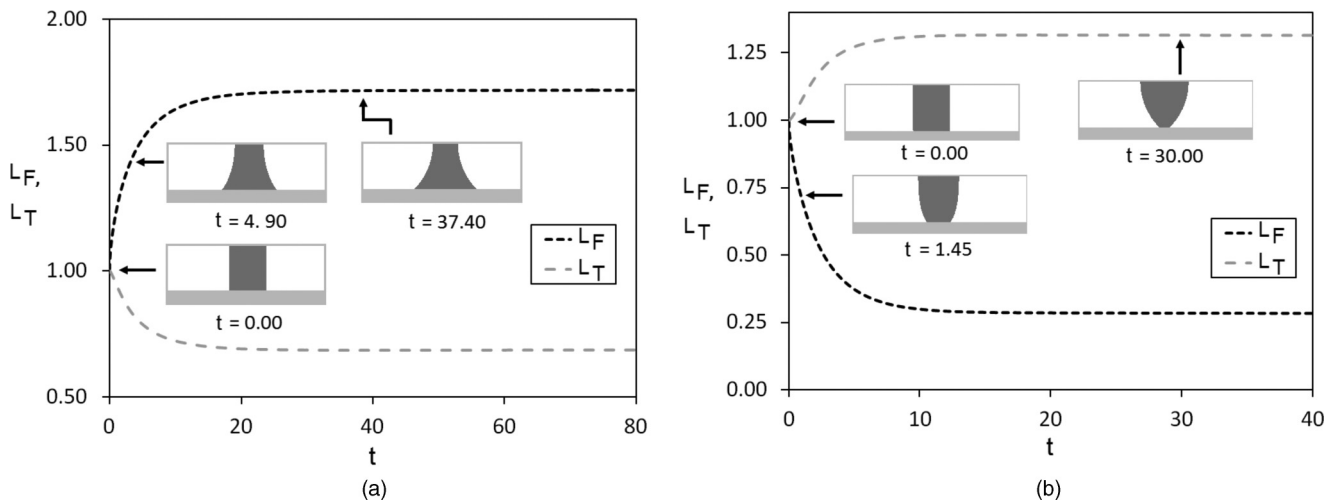 2.00
1.50
1.00
0.50
L_F,
L_T
t = 4. 90
t = 37.40
t = 0.00
L_F
L_T
0
20
40
60
80
t
(a)
1.25
1.00
0.75
0.50
0.25
0.00
L_F,
L_T
t = 0.00
t = 30.00
t = 1.45
L_F
L_T
0
10
20
30
40
t
(b)